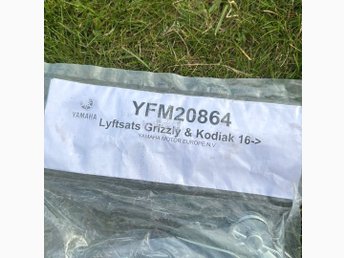 YFM20864
YAMAHA
Lyftsats Grizzly & Kodiak 16->
YAMAHA MOTOR EUROPE N.V